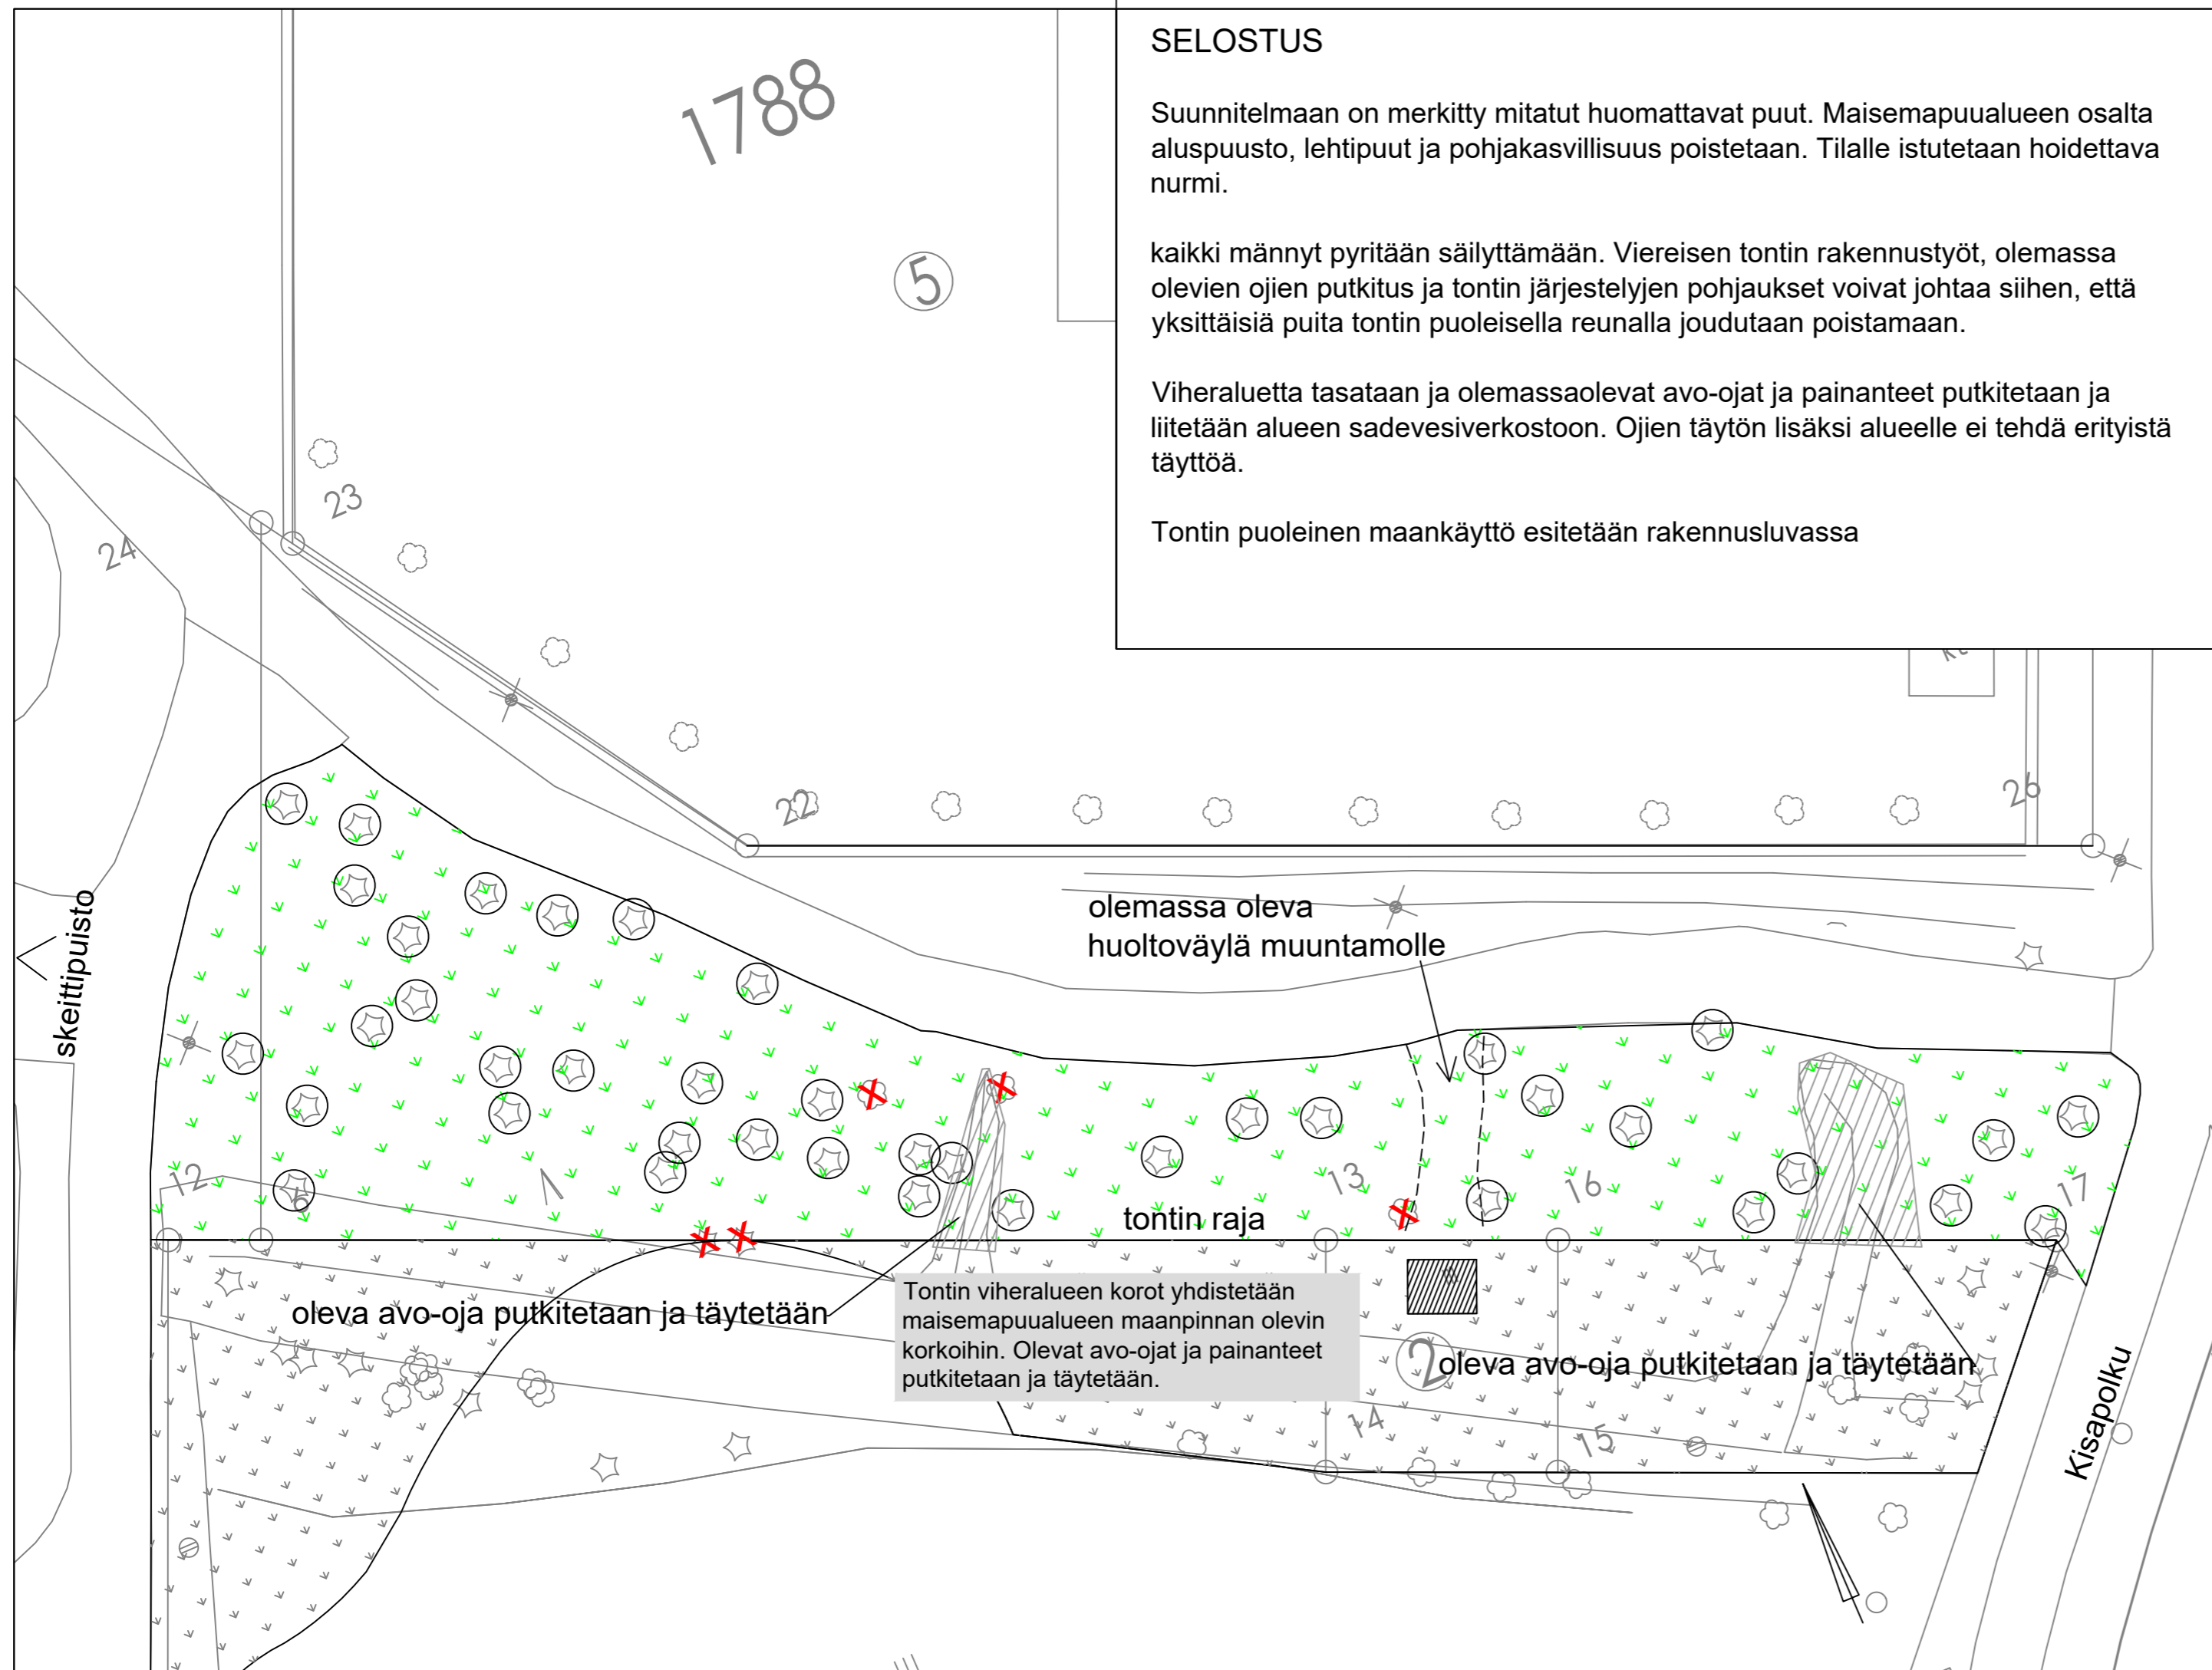 SELOSTUS
Suunnitelmaan on merkitty mitatut huomattavat puut. Maisemapuualueen osalta
aluspuusto, lehtipuut ja pohjakasvillisuus poistetaan. Tilalle istutetaan hoidettava
nurmi.
kaikki männyt pyritään säilyttämään. Viereisen tontin rakennustyöt, olemassa
olevien ojien putkitus ja tontin järjestelyjen pohjaukset voivat johtaa siihen, että
yksittäisiä puita tontin puoleisella reunalla joudutaan poistamaan.
Viheraluetta tasataan ja olemassaolevat avo-ojat ja painanteet putkitetaan ja
liitetään alueen sadevesiverkostoon. Ojien täytön lisäksi alueelle ei tehdä erityistä
täyttöä.
Tontin puoleinen maankäyttö esitetään rakennusluvassa
1788
5
23
24
22
26
skeittipuisto
olemassa oleva
huoltoväylä muuntamolle
12
6
1
13
16
17
tontin raja
oleva avo-oja putkitetaan ja täytetään
Tontin viheralueen korot yhdistetään
maisemapuualueen maanpinnan olevin
korkoihin. Olevat avo-ojat ja painanteet
putkitetaan ja täytetään.
2
oleva avo-oja putkitetaan ja täytetään
14
15
Kisapolku